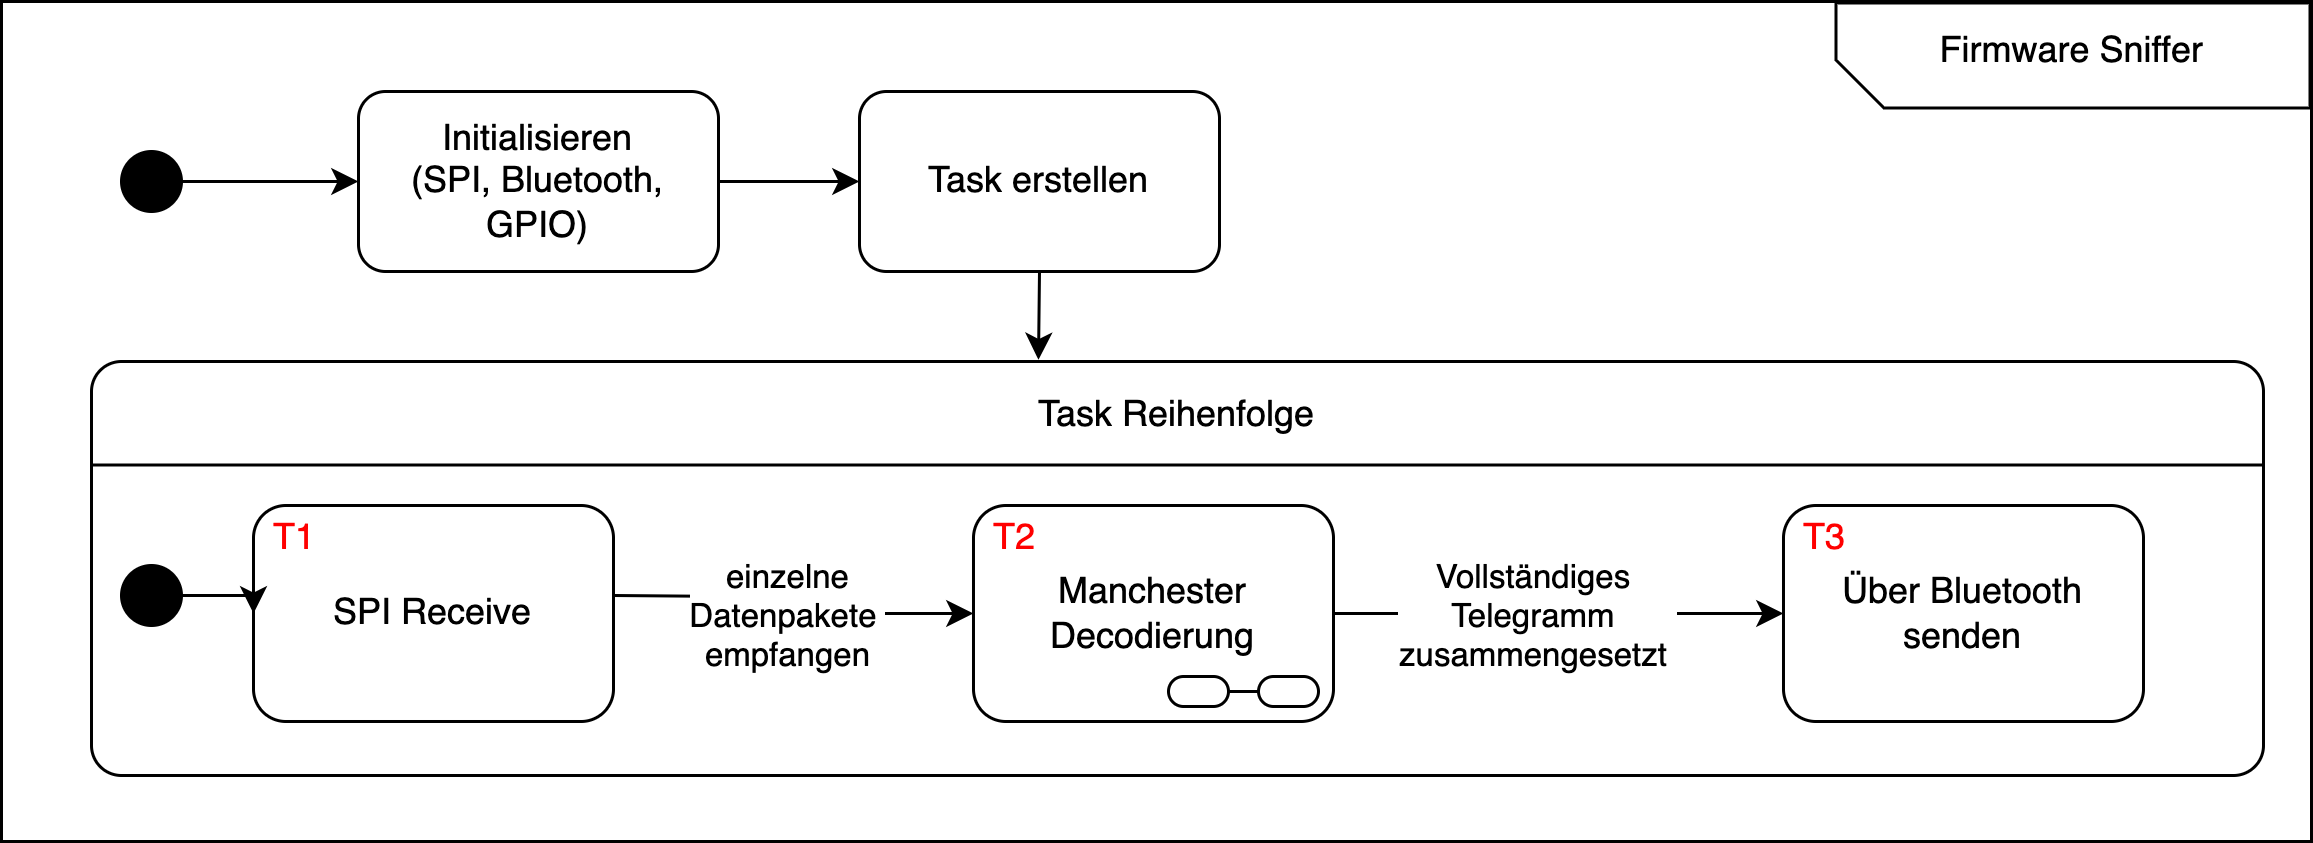 Firmware Sniffer
Initialisieren
(SPI, Bluetooth,
GPIO)
Task erstellen
Task Reihenfolge
T1
SPI Receive
einzelne
Datenpakete
empfangen
T2
Manchester
Decodierung
Vollständiges
Telegramm
zusammengesetzt
T3
Über Bluetooth
senden